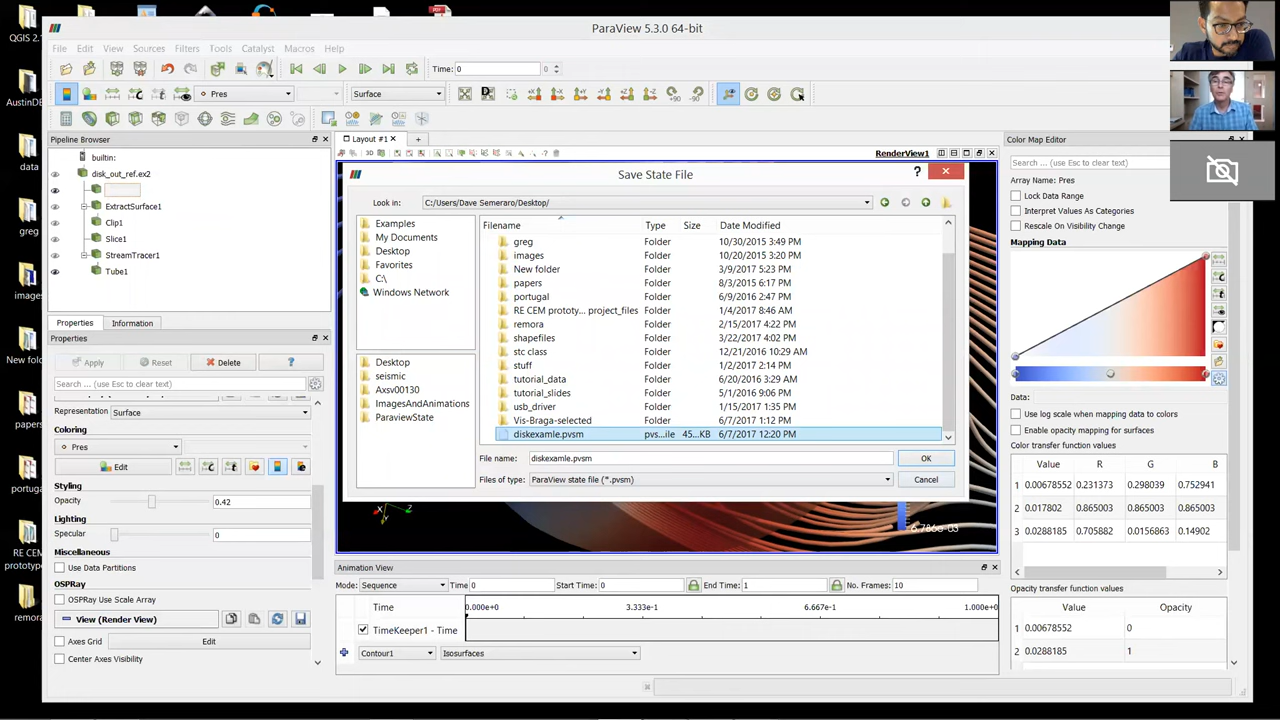 QGIS 2.
AustinDE
data
greg
images
New fol
portuga
RE CEM
prototype
remora
ParaView 5.3.0 64-bit
File Edit View Sources Filters Tools Catalyst Macros Help
Time: 0 0
Pres Surface
Pipeline Browser
builtin:
disk_out_ref.ex2
ExtractSurface1
Clip1
Slice1
StreamTracer1
Tube1
Properties Information
Properties
Apply Reset Delete ?
Search ... (use Esc to clear text)
Representation Surface
Coloring
Pres
Edit
Styling
Opacity 0.42
Lighting
Specular 0
Miscellaneous
Use Data Partitions
OSPRay
OSPRay Use Scale Array
View (Render View)
Axes Grid Edit
Center Axes Visibility
Layout #1 +
3D RenderView1
Save State File ?
Look in: C:/Users/Dave Semeraro/Desktop/
Examples
My Documents
Desktop
Favorites
C:\
Windows Network
Desktop
seismic
Axsv00130
ImagesAndAnimations
ParaviewState
Filename Type Size Date Modified
greg Folder 10/30/2015 3:49 PM
images Folder 10/20/2015 3:20 PM
New folder Folder 3/9/2017 5:23 PM
papers Folder 8/3/2015 6:17 PM
portugal Folder 6/9/2016 2:47 PM
RE CEM prototy... project_files Folder 1/4/2017 8:46 AM
remora Folder 2/15/2017 4:22 PM
shapefiles Folder 3/22/2017 4:02 PM
stc class Folder 12/21/2016 10:29 AM
stuff Folder 1/2/2017 2:14 PM
tutorial_data Folder 6/20/2016 3:29 AM
tutorial_slides Folder 5/1/2016 9:06 PM
usb_driver Folder 1/15/2017 1:35 PM
Vis-Braga-selected Folder 6/7/2017 1:12 PM
diskexamle.pvsm pvs...ile 45...KB 6/7/2017 12:20 PM
File name: diskexamle.pvsm OK
Files of type: ParaView state file (*.pvsm) Cancel
X Y Z
6.786e-03
Animation View
Mode: Sequence Time 0 Start Time: 0 End Time: 1 No. Frames: 10
Time 0.000e+0 3.333e-1 6.667e-1 1.000e+0
TimeKeeper1 - Time
Contour1 Isosurfaces
Color Map Editor
Search ... (use Esc to clear text)
Array Name: Pres
Lock Data Range
Interpret Values As Categories
Rescale On Visibility Change
Mapping Data
Data:
Use log scale when mapping data to colors
Enable opacity mapping for surfaces
Color transfer function values
Value R G B
1 0.00678552 0.231373 0.298039 0.752941
2 0.017802 0.865003 0.865003 0.865003
3 0.0288185 0.705882 0.0156863 0.14902
Opacity transfer function values
Value Opacity
1 0.00678552 0
2 0.0288185 1